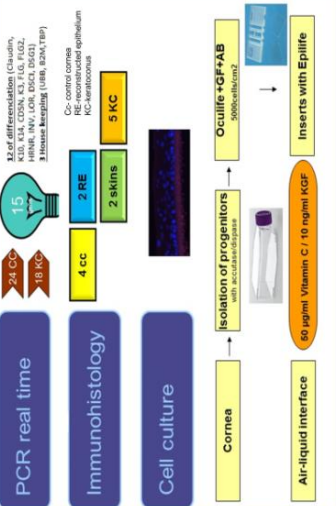 PCR real time
24 CC
18 KC
15
12 of differenciation (Claudin,
K10, K14, CDSN, K3, FLG, FLG2,
HRNR, INV, LOR, DSCI, DSG1)
3 House keeping (UBB, B2M,TBP)
Immunohistology
4 cc
2 RE
2 skins
5 KC
Cc- control cornea
RE-reconstructed epithelium
KC-keratoconus
Cell culture
Cornea
Isolation of progenitors
with accutase/dispase
Oculife +GF+AB
5000cells/cm2
Air-liquid interface
50 µg/ml Vitamin C / 10 ng/ml KGF
Inserts with Epilife